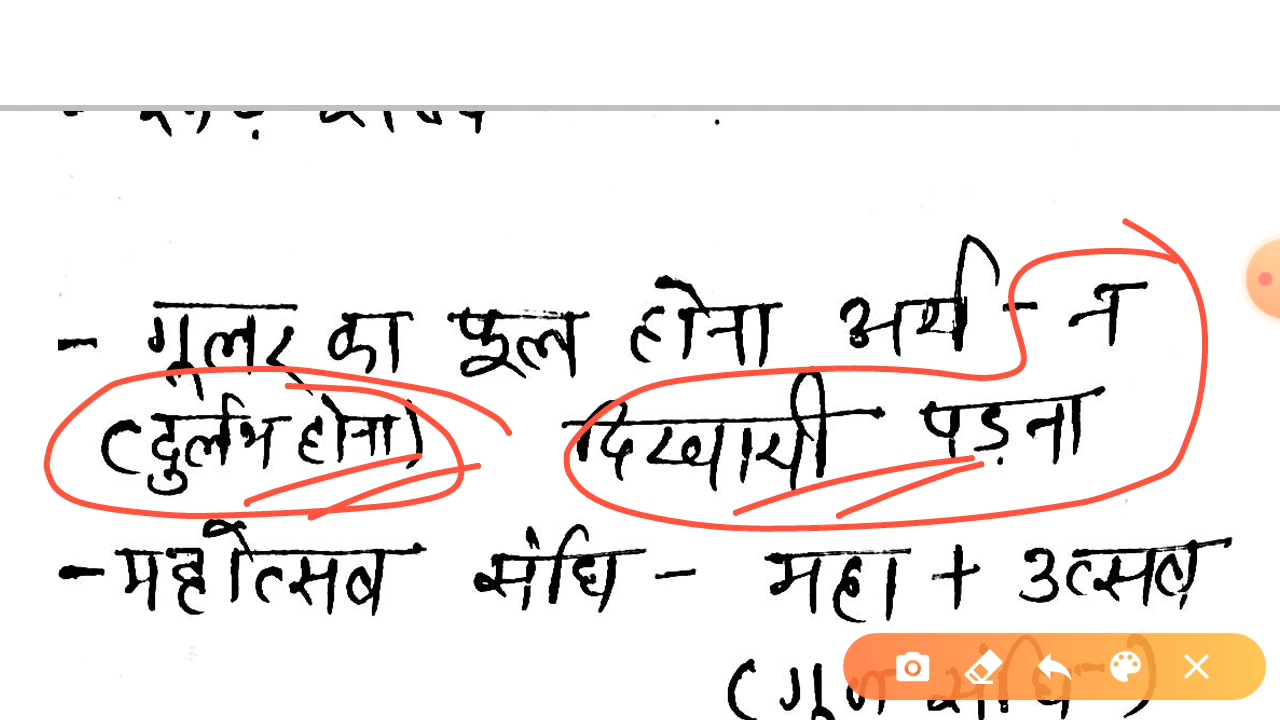 - गूलर का फूल होना अर्थ - न
(दुर्लभ होना) दिखायी पड़ना
- महोत्सव संधि - महा + उत्सव
(गुण संधि)